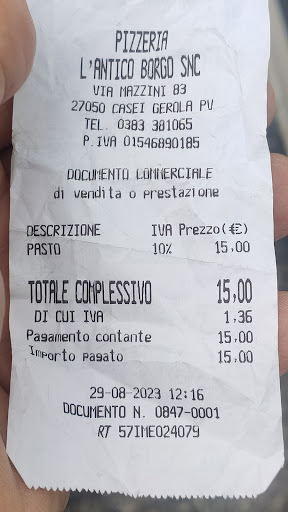 PIZZERIA
L'ANTICO BORGO SNC
VIA MAZZINI 83
27050 CASEI GEROLA PV
TEL. 0383 381065
P.IVA 01546890185
DOCUMENTO COMMERCIALE
di vendita o prestazione
DESCRIZIONE IVA Prezzo(€)
PASTO 10% 15,00
TOTALE COMPLESSIVO 15,00
DI CUI IVA 1,36
Pagamento contante 15,00
Importo pagato 15,00
29-08-2023 12:16
DOCUMENTO N. 0847-0001
RT 57IME024079